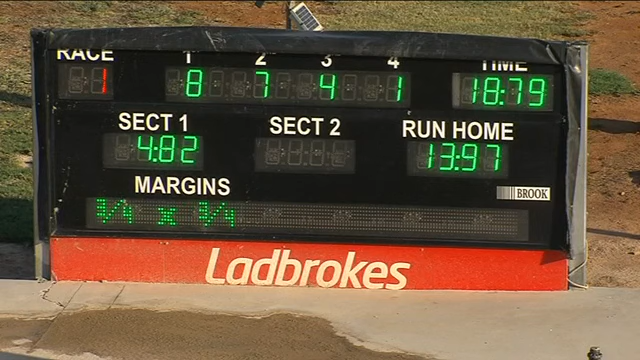 RACE 1 2 3 4 TIME
1 8 7 4 1 18:79
SECT 1 SECT 2 RUN HOME
4:82 13:97
MARGINS
BROOK
3/4 x 3/4
Ladbrokes